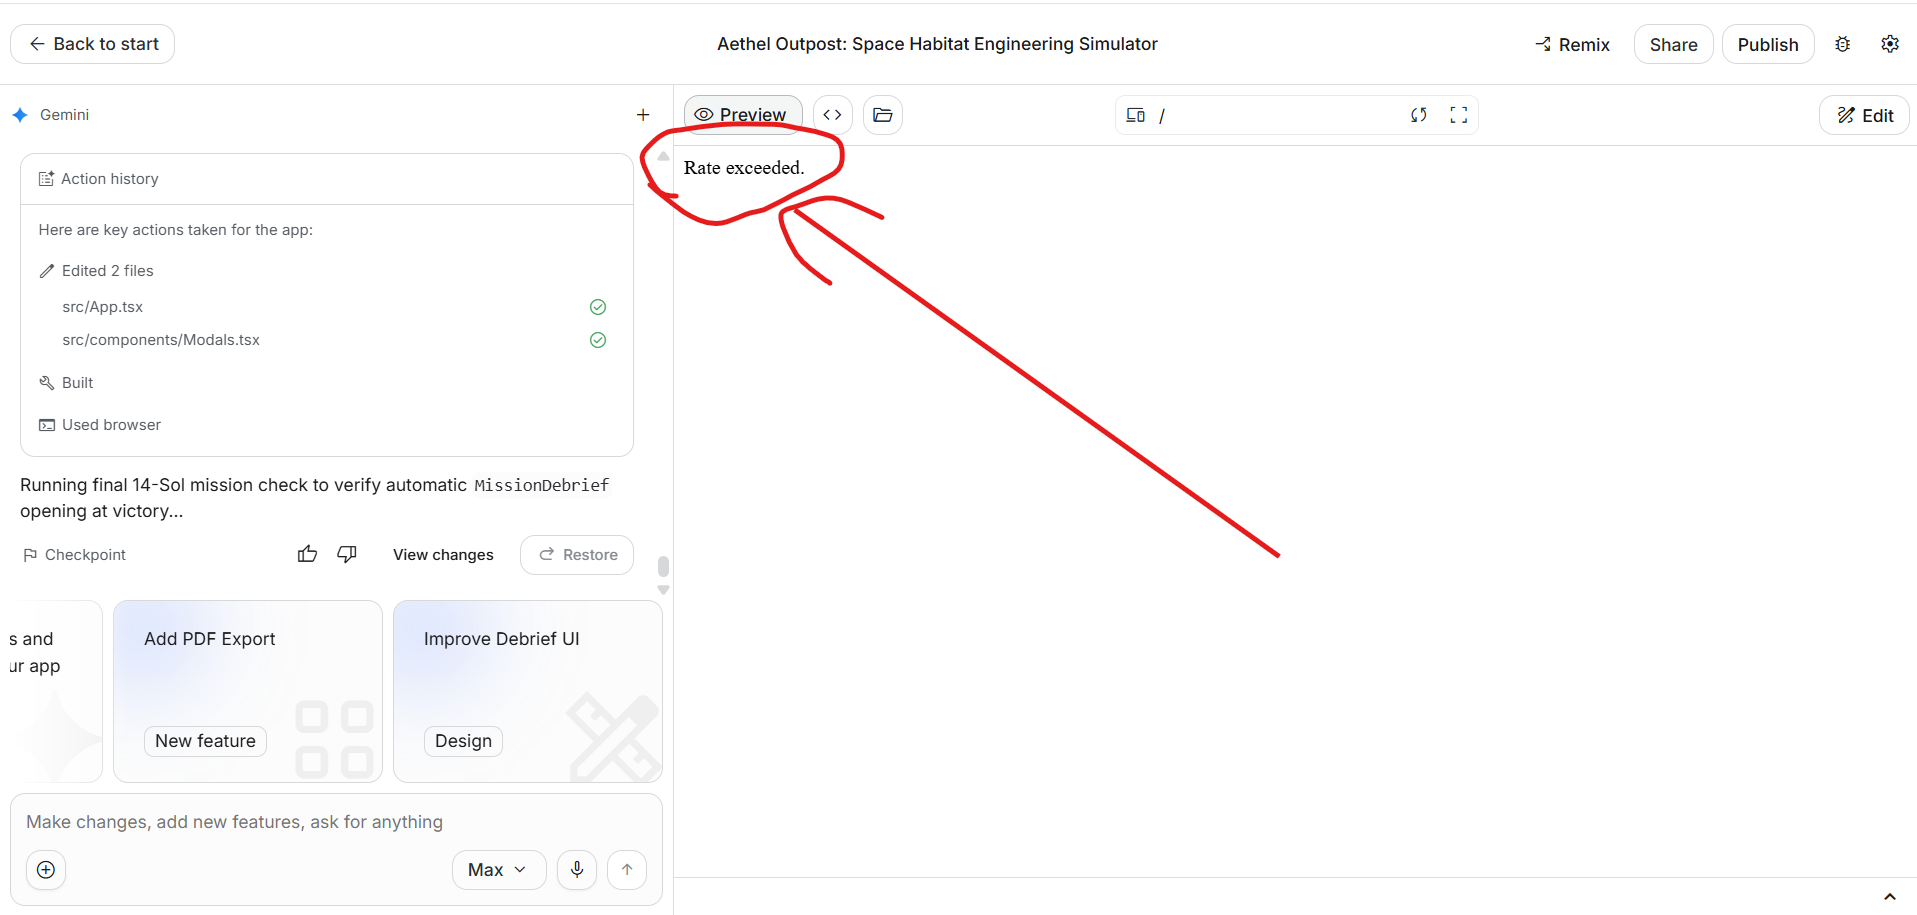 Back to start
Aethel Outpost: Space Habitat Engineering Simulator
Remix
Share
Publish
Gemini
Preview
/
Edit
Action history
Here are key actions taken for the app:
Edited 2 files
src/App.tsx
src/components/Modals.tsx
Built
Used browser
Running final 14-Sol mission check to verify automatic MissionDebrief
opening at victory...
Checkpoint
View changes
Restore
s and
ur app
Add PDF Export
New feature
Improve Debrief UI
Design
Make changes, add new features, ask for anything
Max
Rate exceeded.